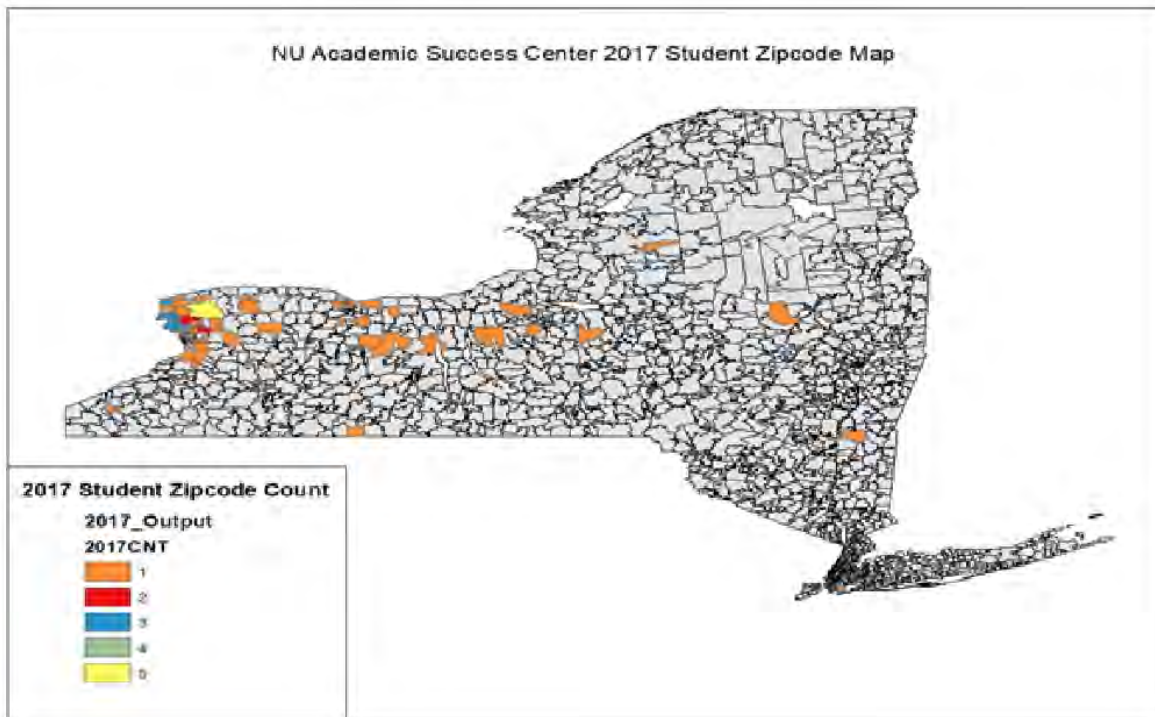 NU Academic Success Center 2017 Student Zipcode Map
2017 Student Zipcode Count
2017_Output
2017CNT
1
2
3
4
5